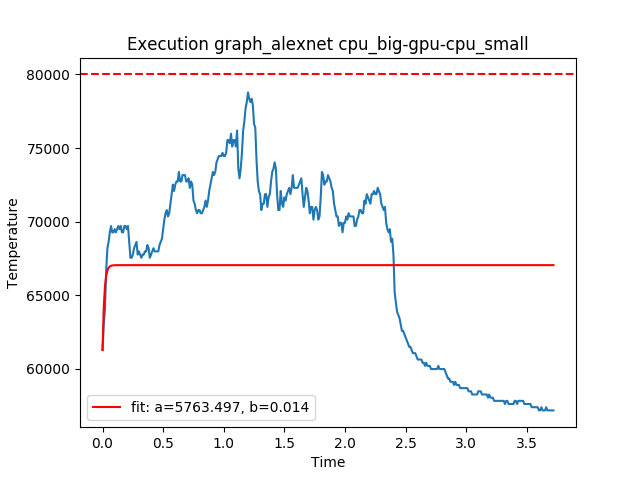 Execution graph_alexnet cpu_big-gpu-cpu_small
80000
75000
70000
65000
60000
Temperature
fit: a=5763.497, b=0.014
0.0 0.5 1.0 1.5 2.0 2.5 3.0 3.5
Time